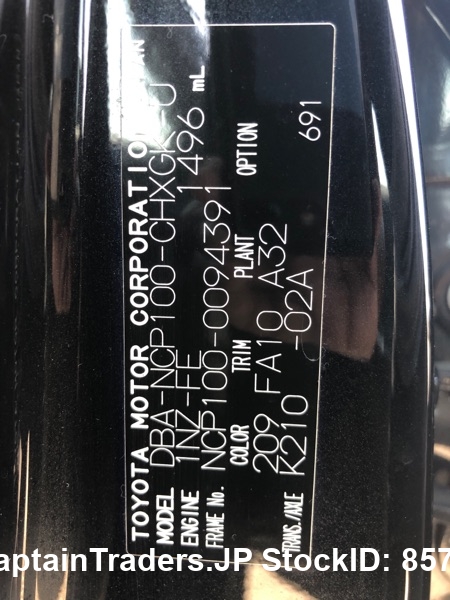 TOYOTA MOTOR CORPORATION
MODEL DBA-NCP100-CHXGK
ENGINE 1NZ-FE 1496 mL
FRAME No. NCP100-0094391
COLOR TRIM PLANT OPTION
209 FA10 A32 691
TRANS./AXLE K210 -02A
aptainTraders.JP StockID: 857